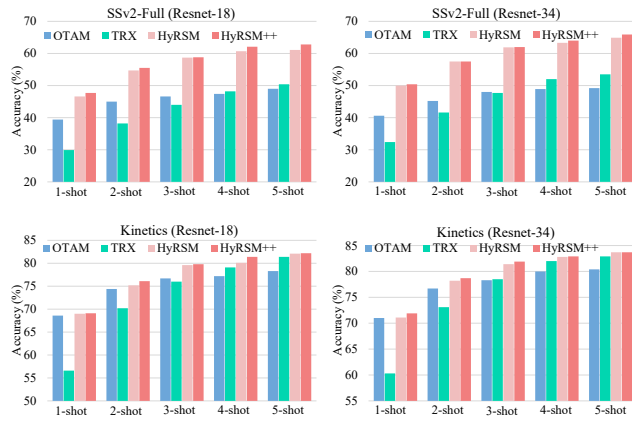 SSv2-Full (Resnet-18)
OTAM TRX HyRSM HyRSM++
Accuracy (%)
70
60
50
40
30
20
1-shot 2-shot 3-shot 4-shot 5-shot
SSv2-Full (Resnet-34)
OTAM TRX HyRSM HyRSM++
Accuracy (%)
70
60
50
40
30
20
1-shot 2-shot 3-shot 4-shot 5-shot
Kinetics (Resnet-18)
OTAM TRX HyRSM HyRSM++
Accuracy (%)
85
80
75
70
65
60
55
50
1-shot 2-shot 3-shot 4-shot 5-shot
Kinetics (Resnet-34)
OTAM TRX HyRSM HyRSM++
Accuracy (%)
85
80
75
70
65
60
55
1-shot 2-shot 3-shot 4-shot 5-shot